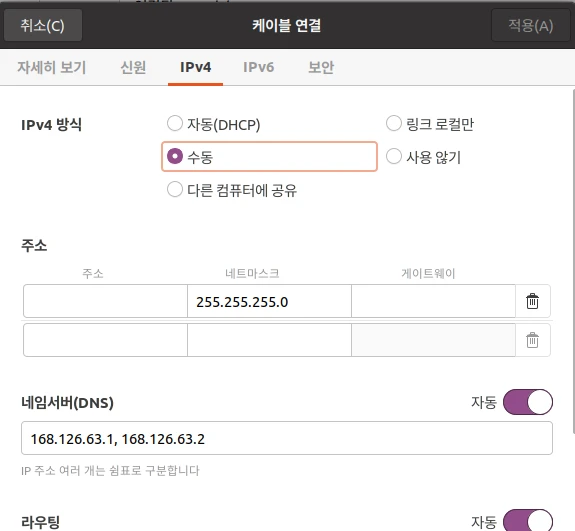 취소(C) 케이블 연결 적용(A)
자세히 보기 신원 IPv4 IPv6 보안
IPv4 방식 자동(DHCP) 링크 로컬만
수동 사용 않기
다른 컴퓨터에 공유
주소
주소 네트마스크 게이트웨이
255.255.255.0
네임서버(DNS) 자동
168.126.63.1, 168.126.63.2
IP 주소 여러 개는 쉼표로 구분합니다
라우팅 자동